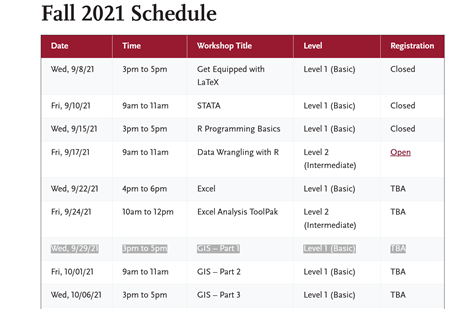 Fall 2021 Schedule
Date Time Workshop Title Level Registration
Wed, 9/8/21 3pm to 5pm Get Equipped with LaTeX Level 1 (Basic) Closed
Fri, 9/10/21 9am to 11am STATA Level 1 (Basic) Closed
Wed, 9/15/21 3pm to 5pm R Programming Basics Level 1 (Basic) Closed
Fri, 9/17/21 9am to 11am Data Wrangling with R Level 2 (Intermediate) Open
Wed, 9/22/21 4pm to 6pm Excel Level 1 (Basic) TBA
Fri, 9/24/21 10am to 12pm Excel Analysis ToolPak Level 2 (Intermediate) TBA
Wed, 9/29/21 3pm to 5pm GIS – Part 1 Level 1 (Basic) TBA
Fri, 10/01/21 9am to 11am GIS – Part 2 Level 1 (Basic) TBA
Wed, 10/06/21 3pm to 5pm GIS – Part 3 Level 1 (Basic) TBA